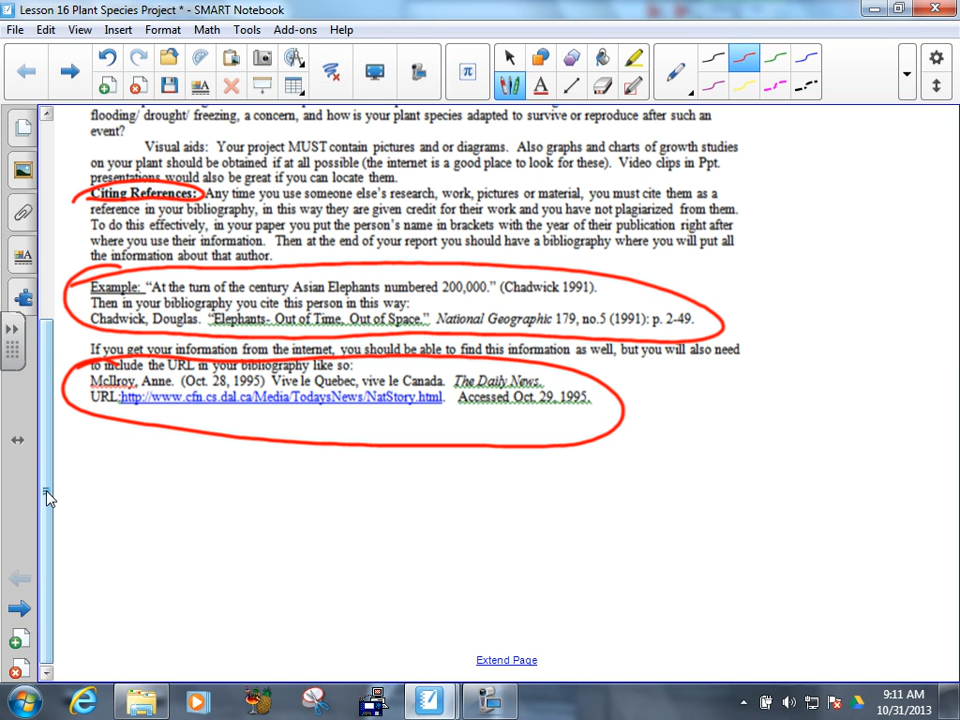 Lesson 16 Plant Species Project * - SMART Notebook
File Edit View Insert Format Math Tools Add-ons Help
flooding/ drought/ freezing, a concern, and how is your plant species adapted to survive or reproduce after such an
event?
Visual aids: Your project MUST contain pictures and or diagrams. Also graphs and charts of growth studies
on your plant should be obtained if at all possible (the internet is a good place to look for these). Video clips in Ppt.
presentations would also be great if you can locate them.
Citing References: Any time you use someone else's research, work, pictures or material, you must cite them as a
reference in your bibliography, in this way they are given credit for their work and you have not plagiarized from them.
To do this effectively, in your paper you put the person's name in brackets with the year of their publication right after
where you use their information. Then at the end of your report you should have a bibliography where you will put all
the information about that author.
Example: "At the turn of the century Asian Elephants numbered 200,000." (Chadwick 1991).
Then in your bibliography you cite this person in this way:
Chadwick, Douglas. "Elephants- Out of Time, Out of Space." National Geographic 179, no.5 (1991): p. 2-49.
If you get your information from the internet, you should be able to find this information as well, but you will also need
to include the URL in your bibliography like so:
McIlroy, Anne. (Oct. 28, 1995) Vive le Quebec, vive le Canada. The Daily News.
URL:http://www.cfn.cs.dal.ca/Media/TodaysNews/NatStory.html. Accessed Oct. 29, 1995.
Extend Page
9:11 AM
10/31/2013